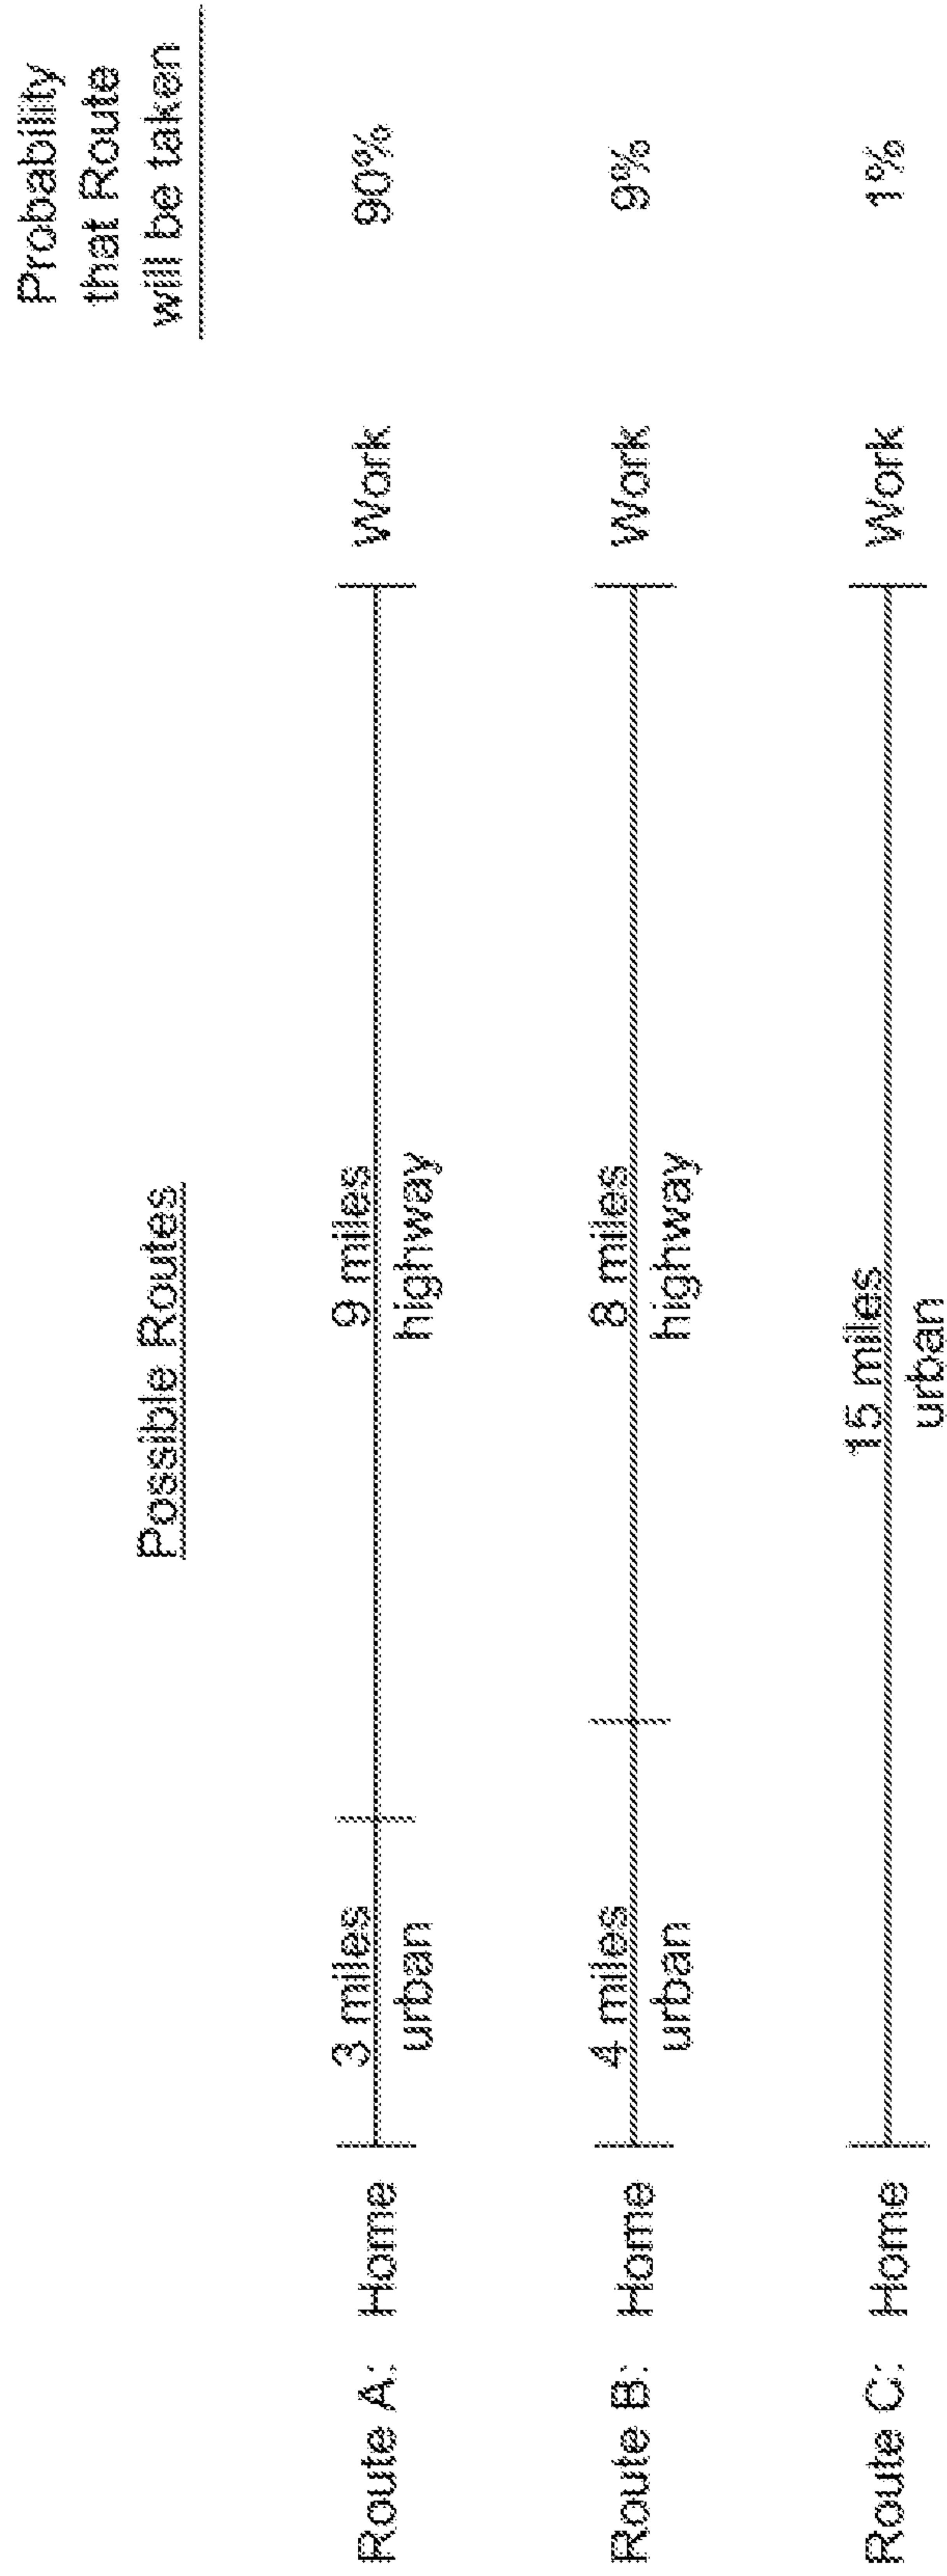 Possible Routes
Probability
that Route
will be taken
Route A: Home
3 miles
urban
9 miles
highway
Work
90%
Route B: Home
4 miles
urban
8 miles
highway
Work
9%
Route C: Home
15 miles
urban
Work
1%